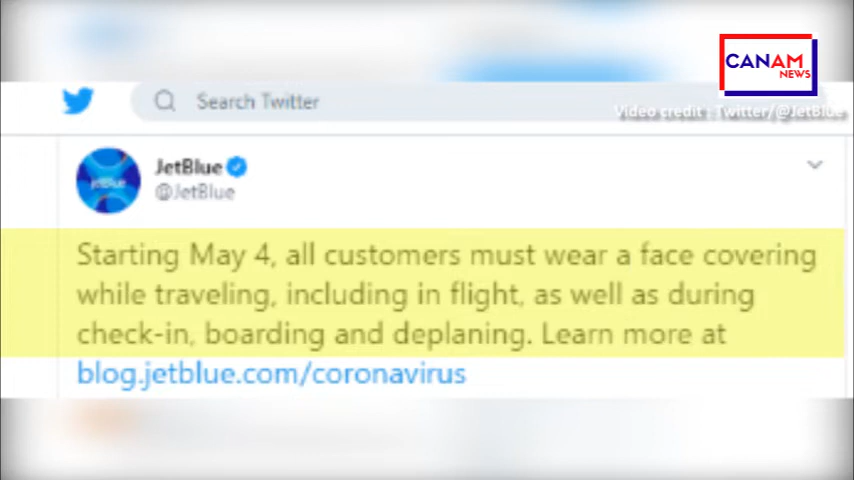 CANAM
NEWS
Search Twitter
Video credit : Twitter/@JetBlue
JetBlue
jetBlue
@JetBlue
Starting May 4, all customers must wear a face covering
while traveling, including in flight, as well as during
check-in, boarding and deplaning. Learn more at
blog.jetblue.com/coronavirus